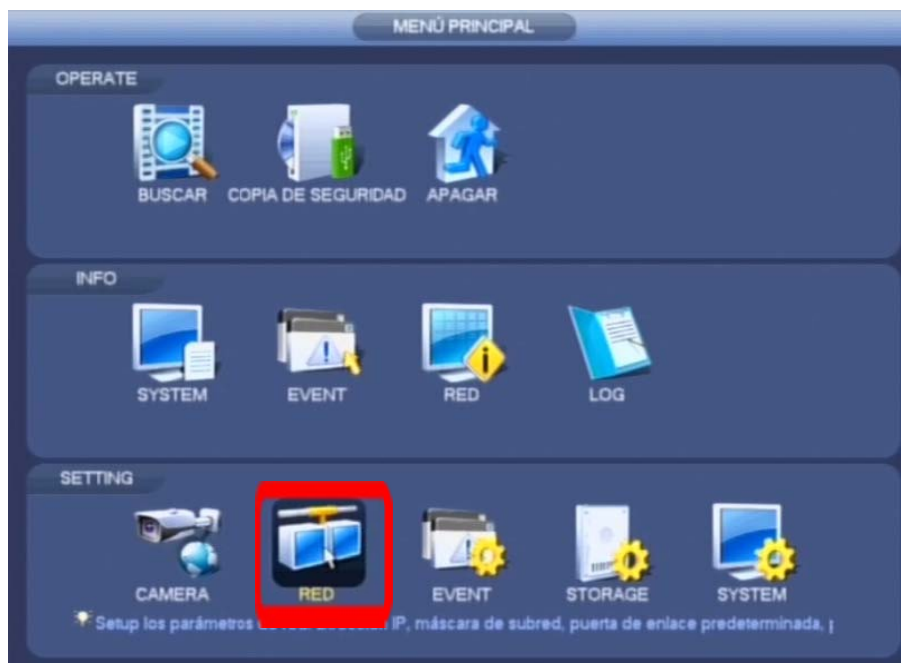 MENÚ PRINCIPAL
OPERATE
BUSCAR COPIA DE SEGURIDAD APAGAR
INFO
SYSTEM EVENT RED LOG
SETTING
CAMERA RED EVENT STORAGE SYSTEM
Setup los parámetros IP, máscara de subred, puerta de enlace predeterminada,